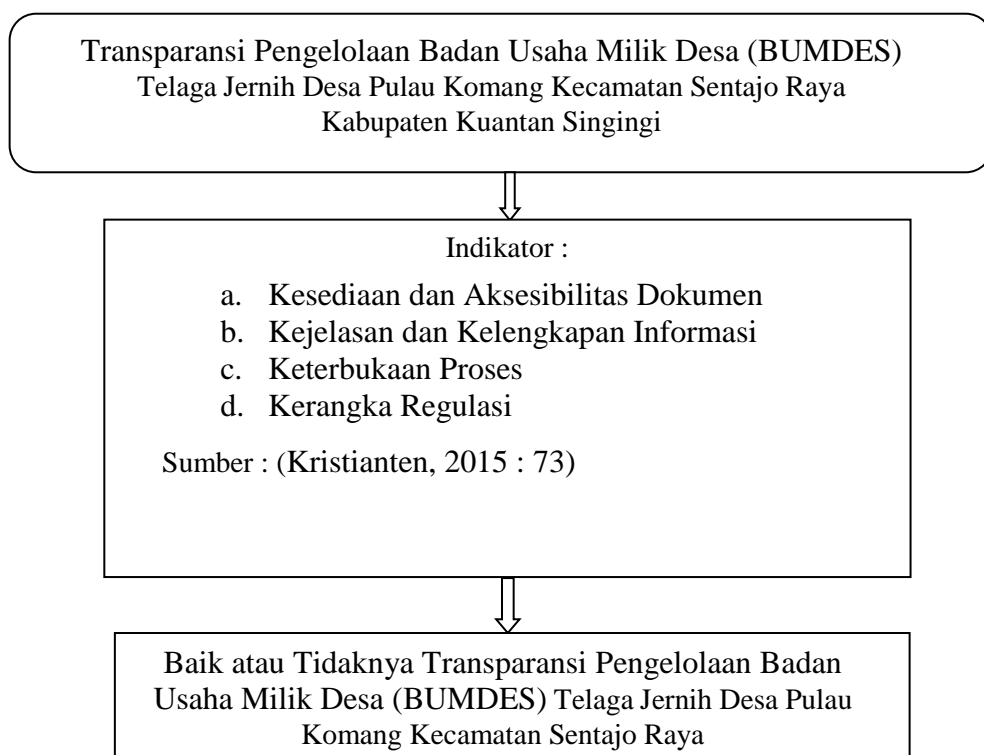 Transparansi Pengelolaan Badan Usaha Milik Desa (BUMDES)
Telaga Jernih Desa Pulau Komang Kecamatan Sentajo Raya
Kabupaten Kuantan Singingi
Indikator :
a. Kesediaan dan Aksesibilitas Dokumen
b. Kejelasan dan Kelengkapan Informasi
c. Keterbukaan Proses
d. Kerangka Regulasi
Sumber : (Kristianten, 2015 : 73)
Baik atau Tidaknya Transparansi Pengelolaan Badan
Usaha Milik Desa (BUMDES) Telaga Jernih Desa Pulau
Komang Kecamatan Sentajo Raya